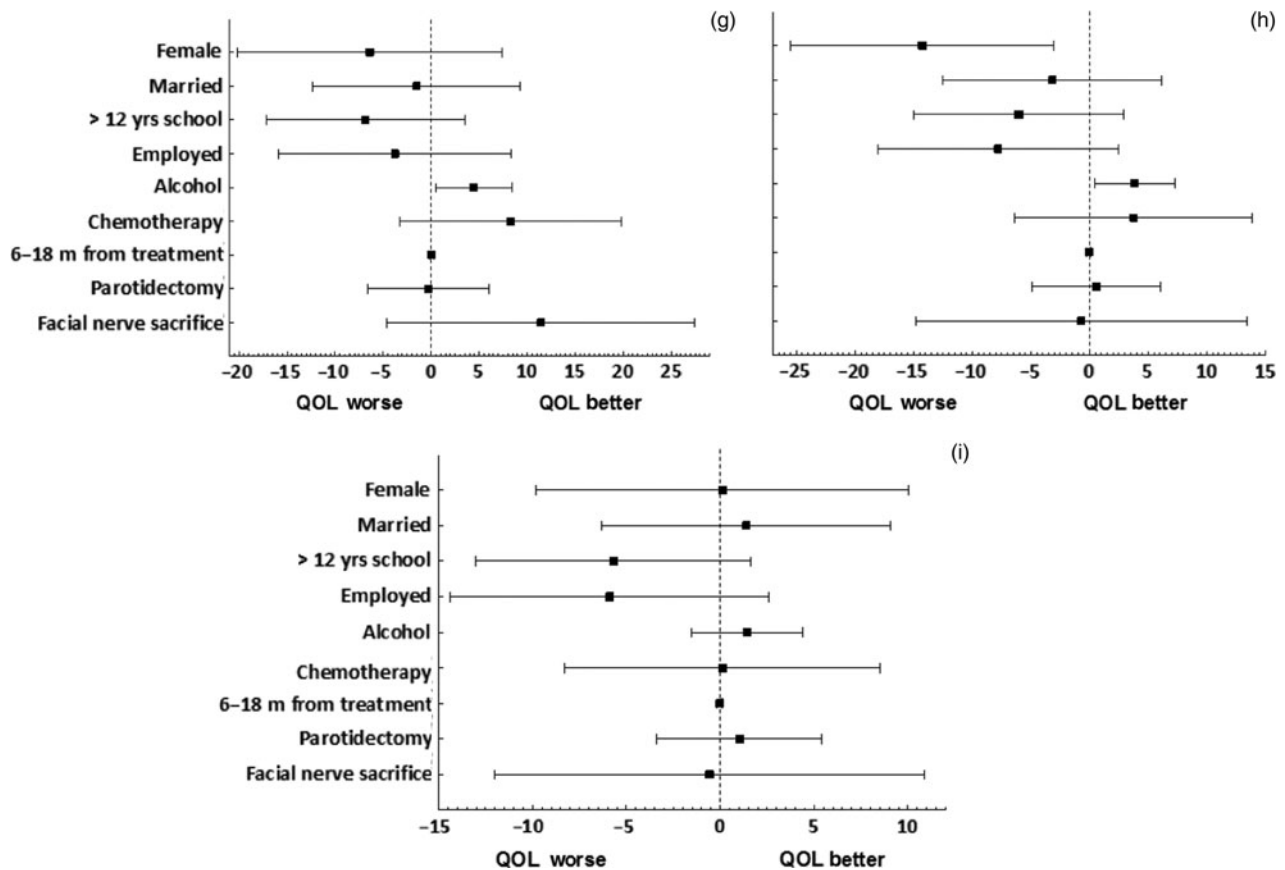 (g)
Female
Married
> 12 yrs school
Employed
Alcohol
Chemotherapy
6–18 m from treatment
Parotidectomy
Facial nerve sacrifice
−20 −15 −10 −5 0 5 10 15 20 25
QOL worse QOL better
(h)
−25 −20 −15 −10 −5 0 5 10 15
QOL worse QOL better
(i)
Female
Married
> 12 yrs school
Employed
Alcohol
Chemotherapy
6–18 m from treatment
Parotidectomy
Facial nerve sacrifice
−15 −10 −5 0 5 10
QOL worse QOL better